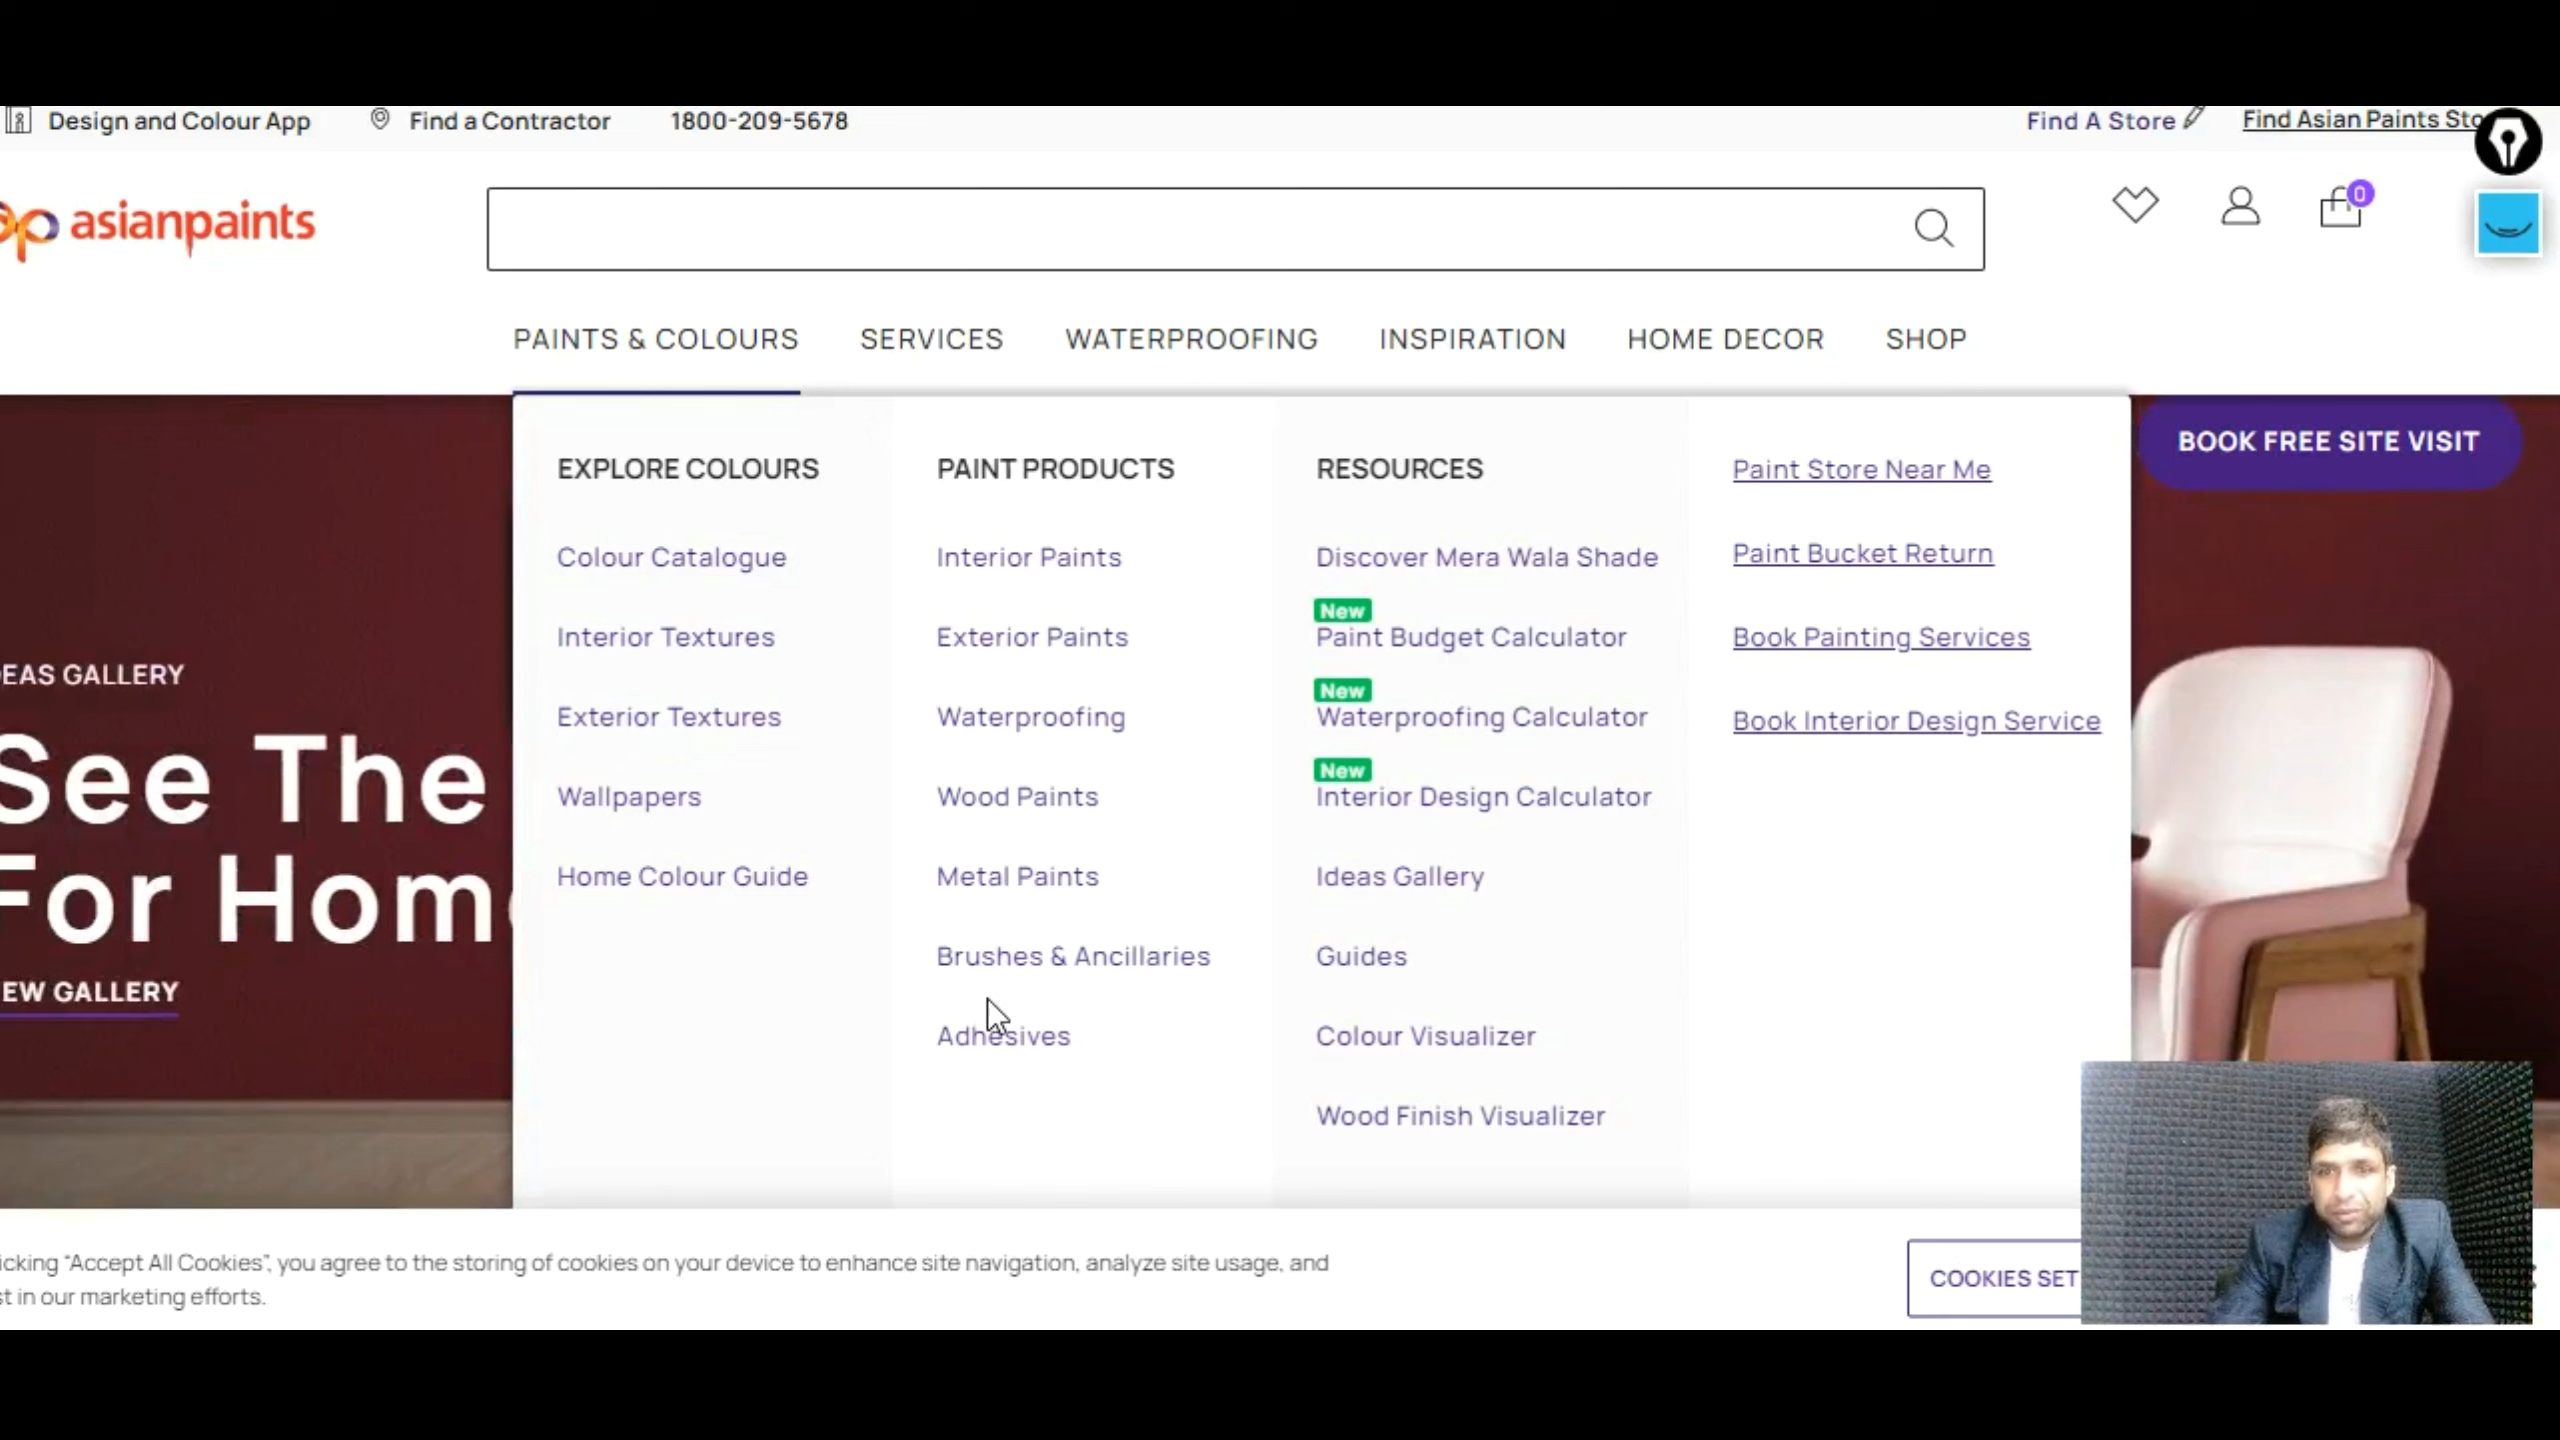 Design and Colour App
Find a Contractor
1800-209-5678
Find A Store
Find Asian Paints Sto
asianpaints
0
PAINTS & COLOURS
SERVICES
WATERPROOFING
INSPIRATION
HOME DECOR
SHOP
BOOK FREE SITE VISIT
EXPLORE COLOURS
Colour Catalogue
Interior Textures
Exterior Textures
Wallpapers
Home Colour Guide
PAINT PRODUCTS
Interior Paints
Exterior Paints
Waterproofing
Wood Paints
Metal Paints
Brushes & Ancillaries
Adhesives
RESOURCES
Discover Mera Wala Shade
New
Paint Budget Calculator
New
Waterproofing Calculator
New
Interior Design Calculator
Ideas Gallery
Guides
Colour Visualizer
Wood Finish Visualizer
Paint Store Near Me
Paint Bucket Return
Book Painting Services
Book Interior Design Service
EAS GALLERY
See The
For Hom
EW GALLERY
icking “Accept All Cookies”, you agree to the storing of cookies on your device to enhance site navigation, analyze site usage, and
st in our marketing efforts.
COOKIES SET